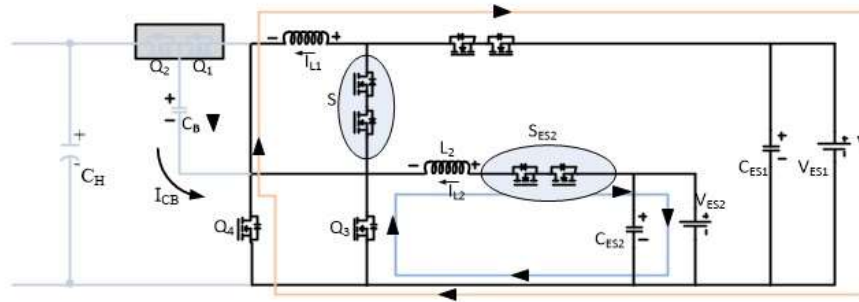 Q₂ Q₁
I_L1
S
S_ES2
C_B
L₂
C_H
I_CB
I_L2
C_ES1
V_ES1
V_ES2
Q₄
Q₃
C_ES2